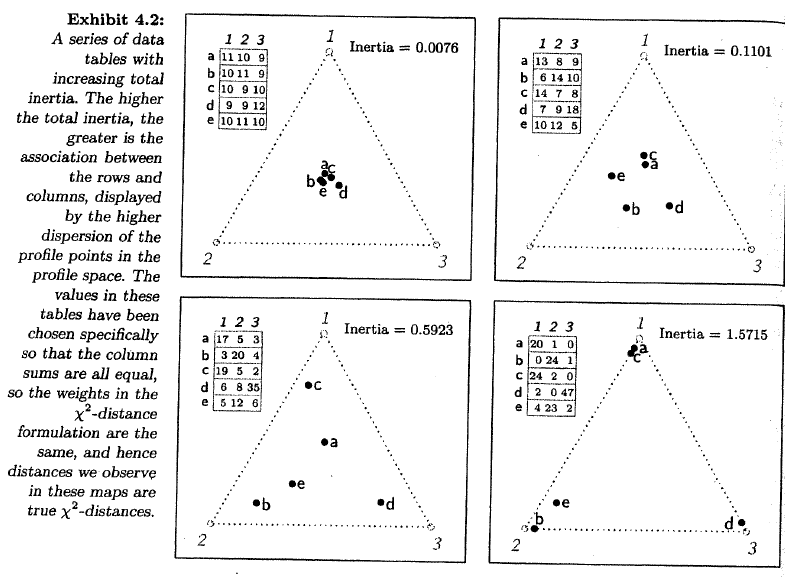 Exhibit 4.2:
A series of data
tables with
increasing total
inertia. The higher
the total inertia, the
greater is the
association between
the rows and
columns, displayed
by the higher
dispersion of the
profile points in the
profile space. The
values in these
tables have been
chosen specifically
so that the column
sums are all equal,
so the weights in the
χ²-distance
formulation are the
same, and hence
distances we observe
in these maps are
true χ²-distances.
1 2 3
a 11 10 9
b 10 11 9
c 10 9 10
d 9 9 12
e 10 11 10
1
Inertia = 0.0076
a
c
b
e
d
2
3
1 2 3
a 13 8 9
b 6 14 10
c 14 7 8
d 7 9 18
e 10 12 5
1
Inertia = 0.1101
c
a
e
b
d
2
3
1 2 3
a 17 5 3
b 3 20 4
c 19 5 2
d 6 8 35
e 5 12 6
1
Inertia = 0.5923
c
a
e
b
d
2
3
1 2 3
a 20 1 0
b 0 24 1
c 24 2 0
d 2 0 47
e 4 23 2
1
Inertia = 1.5715
a
c
e
b
d
2
3